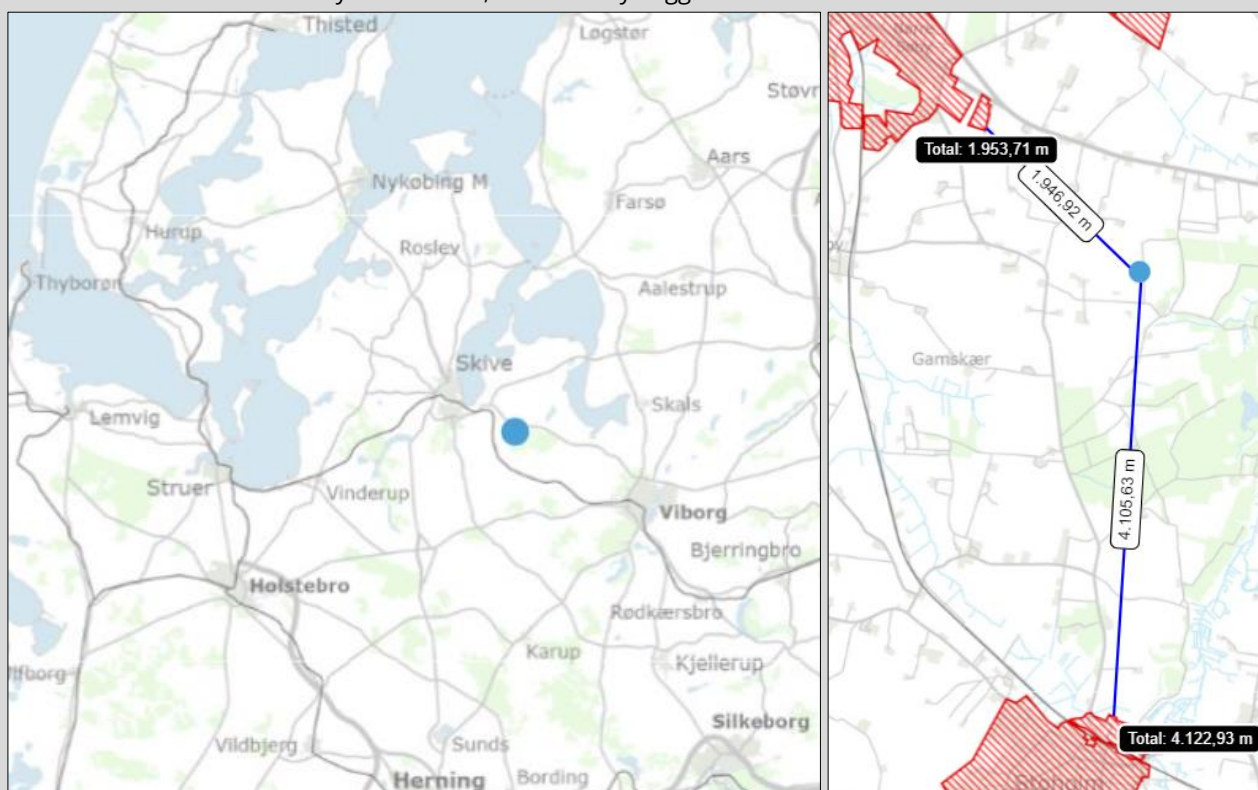 Thisted
Løgstør
Støvr
Aars
Nykøbing M
Farsø
Hurup
Roslev
Thyborøn
Aalestrup
Skive
Lemvig
Skals
Struer
Vinderup
Viborg
Bjerringbro
Holstebro
Rødkærsbro
Karup
Kjellerup
Ulfborg
Silkeborg
Vildbjerg
Sunds
Herning
Bording
Total: 1.953,71 m
1.946,92 m
Gamskær
4.105,63 m
Total: 4.122,93 m
Stoholm